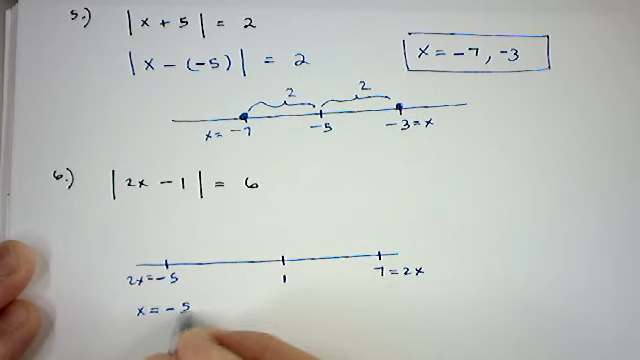 5.) |x + 5| = 2
|x - (-5)| = 2
x = -7, -3
2 2
x = -7 -5 -3 = x
6.) |2x - 1| = 6
2x = -5 1 7 = 2x
x = -5